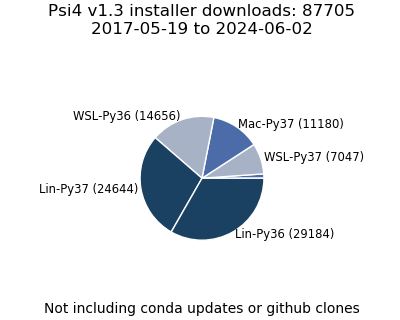 Psi4 v1.3 installer downloads: 87705
2017-05-19 to 2024-06-02
WSL-Py36 (14656)
Mac-Py37 (11180)
WSL-Py37 (7047)
Lin-Py37 (24644)
Lin-Py36 (29184)
Not including conda updates or github clones